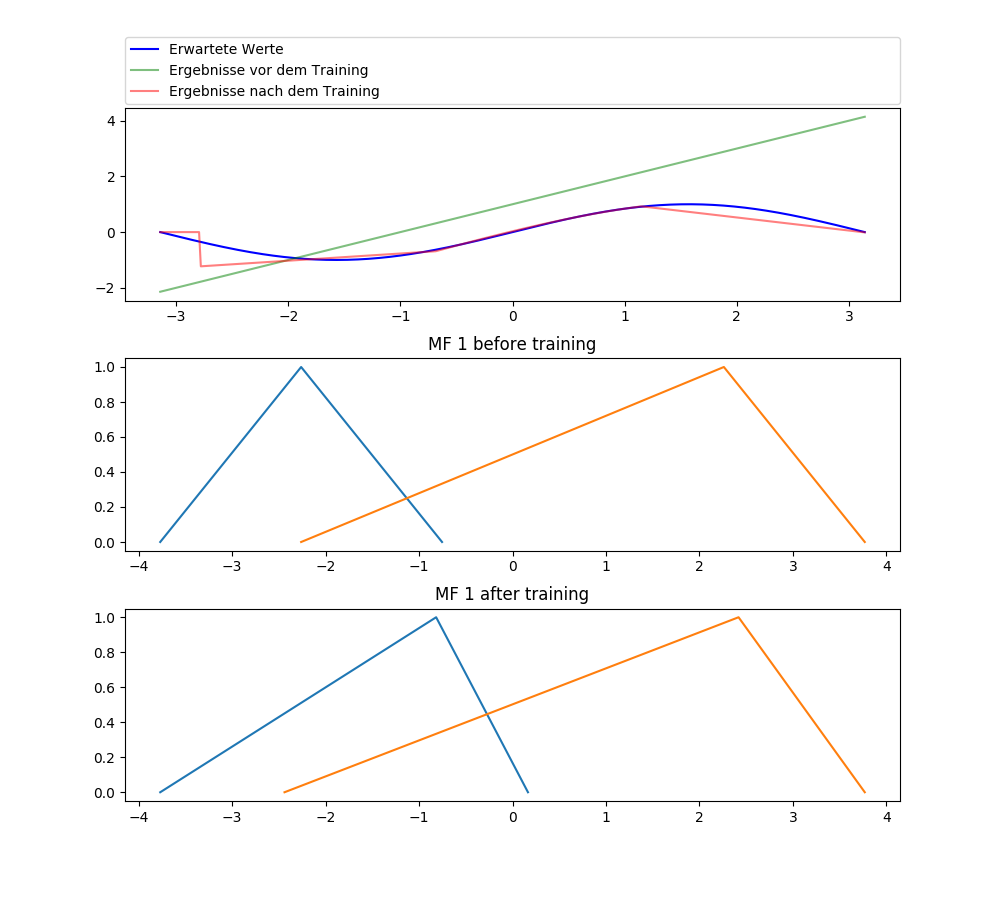 Erwartete Werte
Ergebnisse vor dem Training
Ergebnisse nach dem Training
4
2
0
−2
−3 −2 −1 0 1 2 3
MF 1 before training
1.0
0.8
0.6
0.4
0.2
0.0
−4 −3 −2 −1 0 1 2 3 4
MF 1 after training
1.0
0.8
0.6
0.4
0.2
0.0
−4 −3 −2 −1 0 1 2 3 4